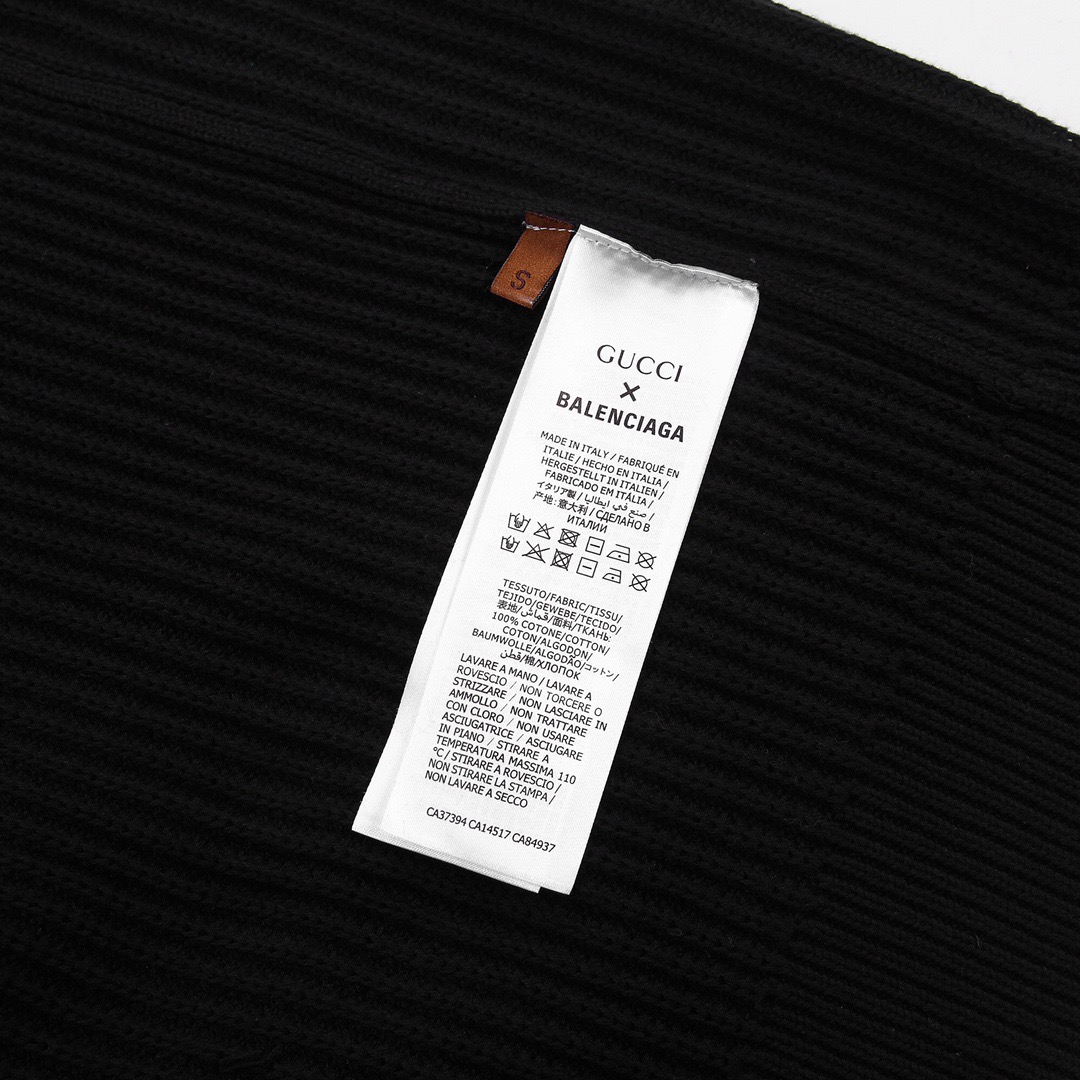 S
GUCCI
X
BALENCIAGA
MADE IN ITALY / FABRIQUÉ EN
ITALIE / HECHO EN ITALIA /
HERGESTELLT IN ITALIEN /
FABRICADO EM ITÁLIA /
イタリア製 / صنع في إيطاليا /
产地: 意大利 / СДЕЛАНО В
ИТАЛИИ
TESSUTO/FABRIC/TISSU/
TEJIDO/GEWEBE/TECIDO/
表地/قماش/面料/ТКАНЬ:
100% COTONE/COTTON/
COTON/ALGODON/
BAUMWOLLE/ALGODÃO/コットン/
قطن/棉/ХЛОПОК
LAVARE A MANO / LAVARE A
ROVESCIO / NON TORCERE O
STRIZZARE / NON LASCIARE IN
AMMOLLO / NON TRATTARE
CON CLORO / NON USARE
ASCIUGATRICE / ASCIUGARE
IN PIANO / STIRARE A
TEMPERATURA MASSIMA 110
°C / STIRARE A ROVESCIO /
NON STIRARE LA STAMPA /
NON LAVARE A SECCO
CA37394 CA14517 CA84937